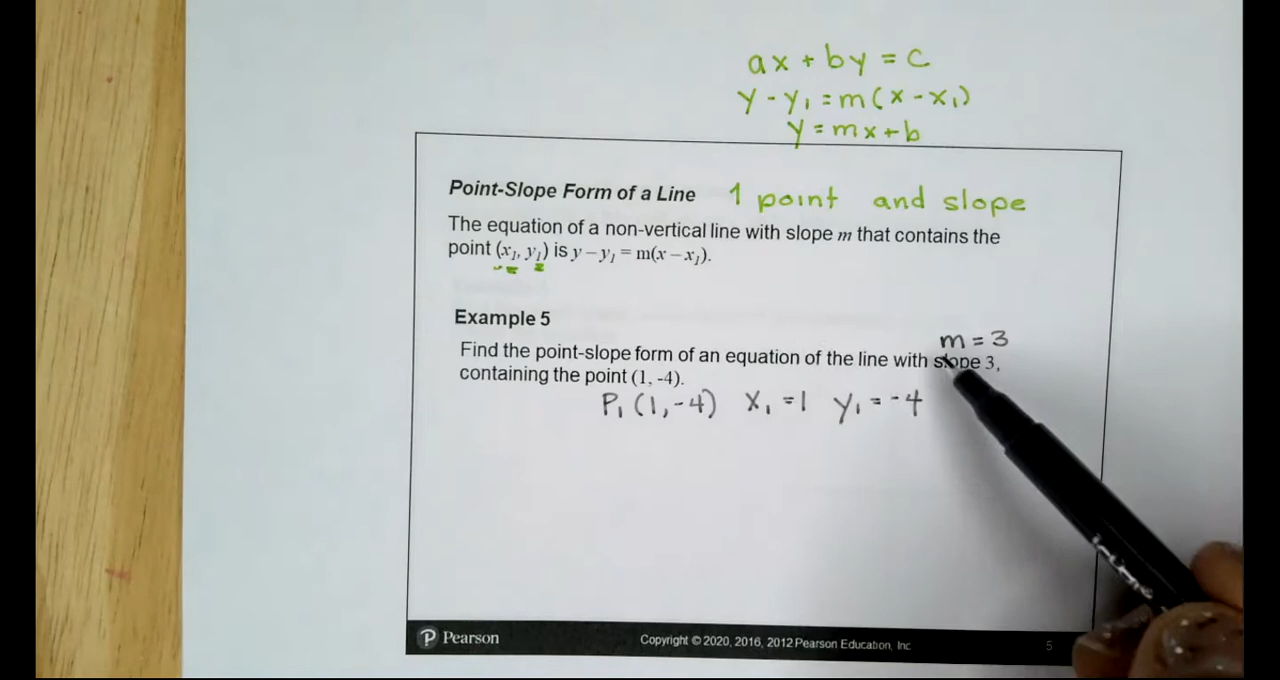 ax + by = c
y - y₁ = m(x - x₁)
y = mx + b
Point-Slope Form of a Line 1 point and slope
The equation of a non-vertical line with slope m that contains the
point (x₁, y₁) is y – y₁ = m(x – x₁).
Example 5
m = 3
Find the point-slope form of an equation of the line with slope 3,
containing the point (1, -4).
P₁ (1, -4) x₁ = 1 y₁ = -4
P Pearson
Copyright © 2020, 2016, 2012 Pearson Education, Inc
5